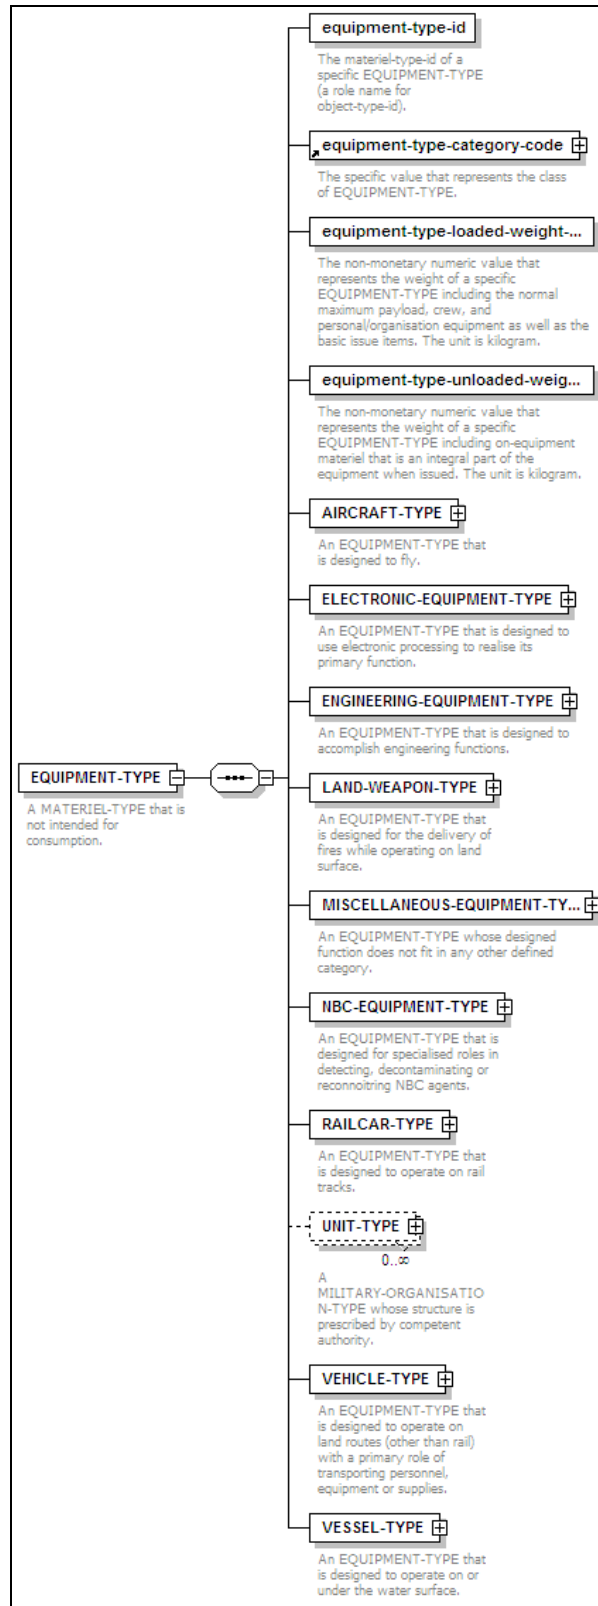 equipment-type-id
The materiel-type-id of a
specific EQUIPMENT-TYPE
(a role name for
object-type-id).
equipment-type-category-code
The specific value that represents the class
of EQUIPMENT-TYPE.
equipment-type-loaded-weight-...
The non-monetary numeric value that
represents the weight of a specific
EQUIPMENT-TYPE including the normal
maximum payload, crew, and
personal/organisation equipment as well as the
basic issue items. The unit is kilogram.
equipment-type-unloaded-weig...
The non-monetary numeric value that
represents the weight of a specific
EQUIPMENT-TYPE including on-equipment
materiel that is an integral part of the
equipment when issued. The unit is kilogram.
AIRCRAFT-TYPE
An EQUIPMENT-TYPE that
is designed to fly.
ELECTRONIC-EQUIPMENT-TYPE
An EQUIPMENT-TYPE that is designed to
use electronic processing to realise its
primary function.
ENGINEERING-EQUIPMENT-TYPE
An EQUIPMENT-TYPE that is designed to
accomplish engineering functions.
EQUIPMENT-TYPE
A MATERIEL-TYPE that is
not intended for
consumption.
LAND-WEAPON-TYPE
An EQUIPMENT-TYPE that
is designed for the delivery of
fires while operating on land
surface.
MISCELLANEOUS-EQUIPMENT-TY...
An EQUIPMENT-TYPE whose designed
function does not fit in any other defined
category.
NBC-EQUIPMENT-TYPE
An EQUIPMENT-TYPE that is
designed for specialised roles in
detecting, decontaminating or
reconnoitring NBC agents.
RAILCAR-TYPE
An EQUIPMENT-TYPE that
is designed to operate on rail
tracks.
UNIT-TYPE
0..∞
A
MILITARY-ORGANISATIO
N-TYPE whose structure is
prescribed by competent
authority.
VEHICLE-TYPE
An EQUIPMENT-TYPE that
is designed to operate on
land routes (other than rail)
with a primary role of
transporting personnel,
equipment or supplies.
VESSEL-TYPE
An EQUIPMENT-TYPE that
is designed to operate on or
under the water surface.